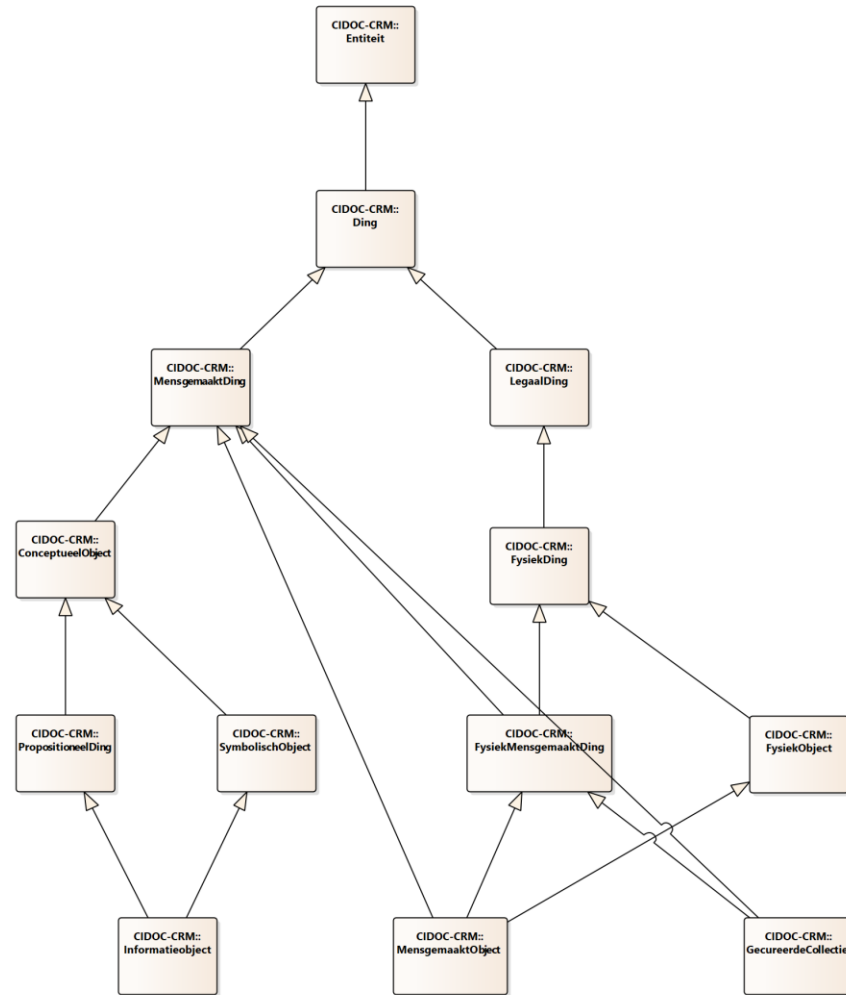 CIDOC-CRM::
Entiteit
CIDOC-CRM::
Ding
CIDOC-CRM::
MensgemaaktDing
CIDOC-CRM::
LegaalDing
CIDOC-CRM::
ConceptueelObject
CIDOC-CRM::
FysiekDing
CIDOC-CRM::
PropositioneelDing
CIDOC-CRM::
SymbolischObject
CIDOC-CRM::
FysiekMensgemaaktDing
CIDOC-CRM::
FysiekObject
CIDOC-CRM::
Informatieobject
CIDOC-CRM::
MensgemaaktObject
CIDOC-CRM::
GecureerdeCollectie